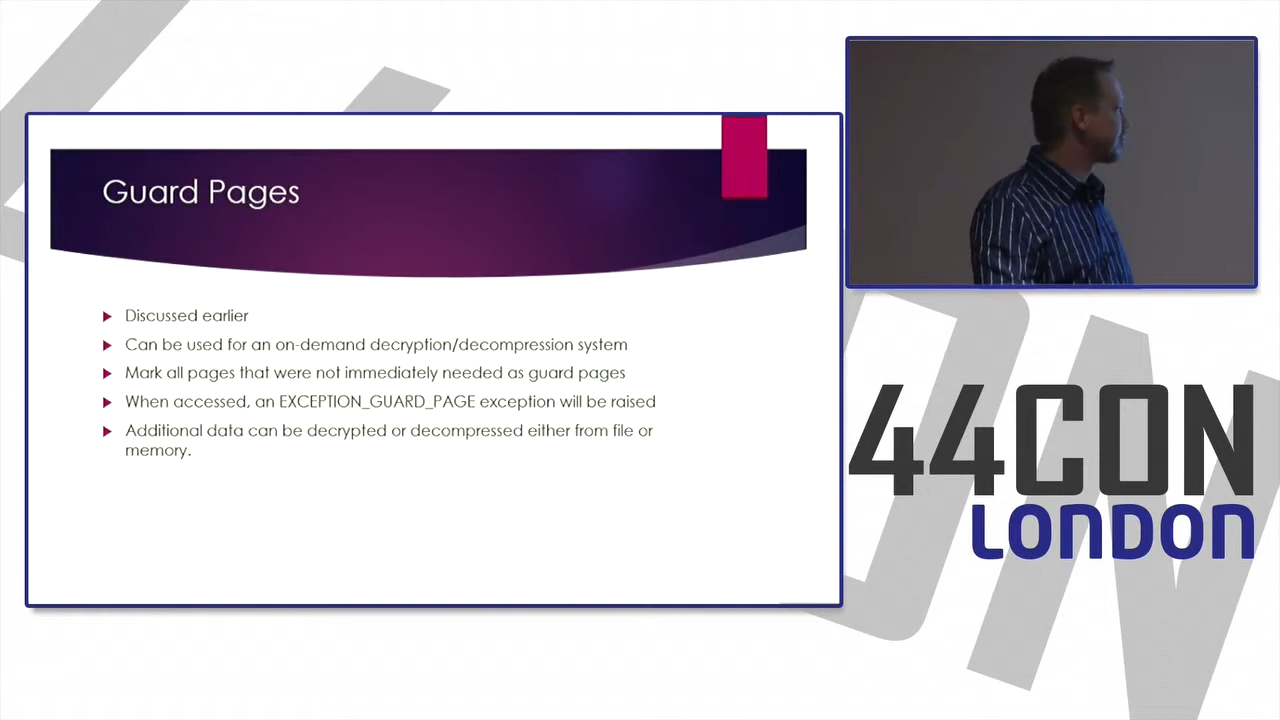 Guard Pages
Discussed earlier
Can be used for an on-demand decryption/decompression system
Mark all pages that were not immediately needed as guard pages
When accessed, an EXCEPTION_GUARD_PAGE exception will be raised
Additional data can be decrypted or decompressed either from file or
memory.
44CON
LONDON